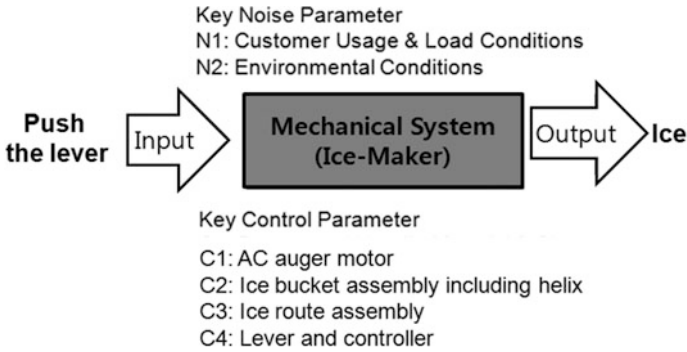 Key Noise Parameter
N1: Customer Usage & Load Conditions
N2: Environmental Conditions
Push
the lever
Input
Mechanical System
(Ice-Maker)
Output
Ice
Key Control Parameter
C1: AC auger motor
C2: Ice bucket assembly including helix
C3: Ice route assembly
C4: Lever and controller